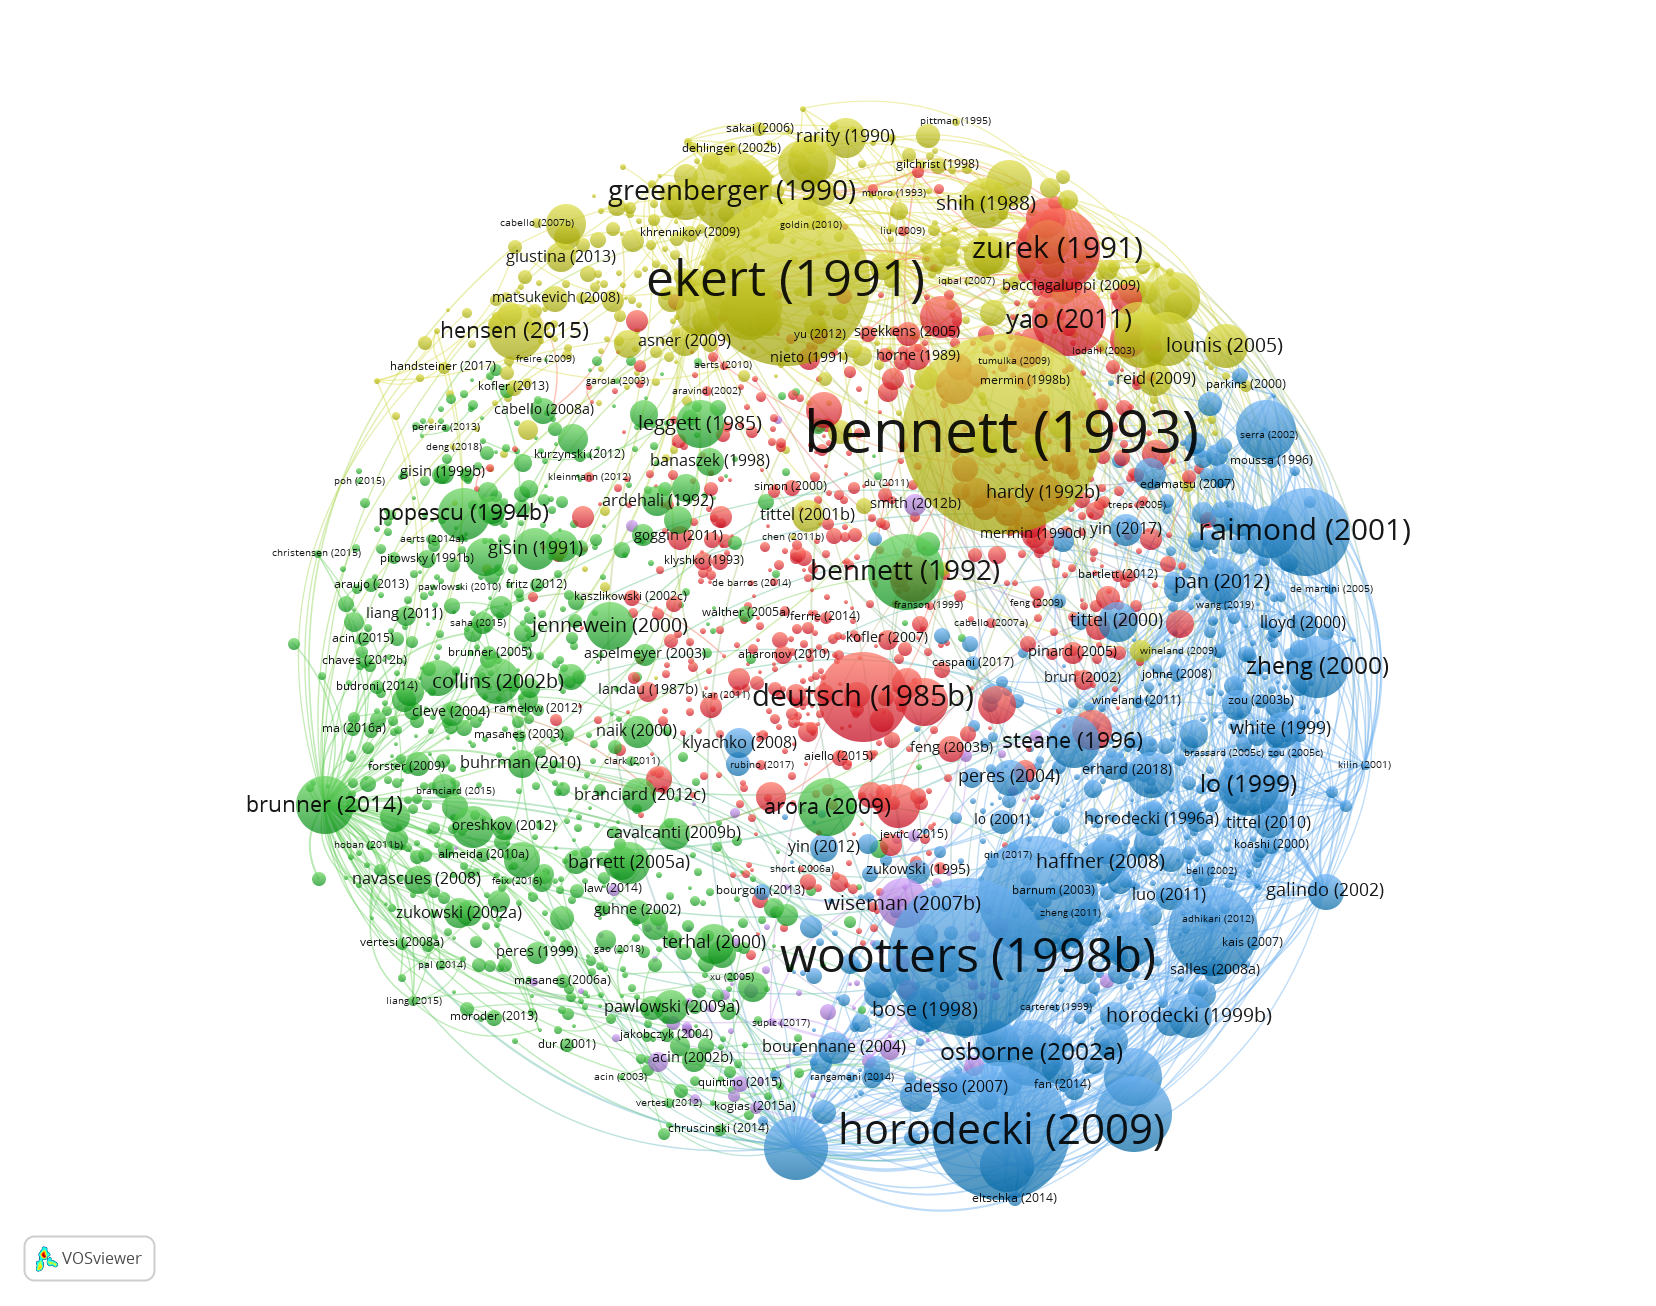 pittman (1995)
sakai (2006)
rarity (1990)
dehlinger (2002b)
gilchrist (1998)
greenberger (1990)
munro (1993)
shih (1988)
cabello (2007b)
goldin (2010)
khrennikov (2009)
liu (2009)
zurek (1991)
giustina (2013)
ekert (1991)
iqbal (2007)
bacciagaluppi (2009)
matsukevich (2008)
yao (2011)
hensen (2015)
yu (2012)
spekkens (2005)
asner (2009)
lounis (2005)
lodahl (2003)
freire (2009)
nieto (1991)
horne (1989)
tumulka (2009)
handsteiner (2017)
aerts (2010)
garola (2003)
mermin (1998b)
reid (2009)
parkins (2000)
kofler (2013)
aravind (2002)
cabello (2008a)
leggett (1985)
pereira (2013)
bennett (1993)
serra (2002)
deng (2018)
kurzynski (2012)
banaszek (1998)
moussa (1996)
gisin (1999b)
poh (2015)
kleinmann (2012)
simon (2000)
du (2011)
edamatsu (2007)
hardy (1992b)
ardehali (1992)
smith (2012b)
treps (2005)
popescu (1994b)
tittel (2001b)
yin (2017)
raimond (2001)
aerts (2014a)
goggin (2011)
chen (2011b)
mermin (1990d)
christensen (2015)
gisin (1991)
pitowsky (1991b)
klyshko (1993)
bennett (1992)
bartlett (2012)
araujo (2013)
pawlowski (2010)
fritz (2012)
de barros (2014)
pan (2012)
de martini (2005)
kaszlikowski (2002c)
franson (1999)
feng (2009)
wang (2019)
liang (2011)
walther (2005a)
ferrie (2014)
saha (2015)
jennewein (2000)
cabello (2007a)
tittel (2000)
lloyd (2000)
acin (2015)
kofler (2007)
brunner (2005)
aspelmeyer (2003)
aharonov (2010)
pinard (2005)
wineland (2009)
chaves (2012b)
caspani (2017)
zheng (2000)
budroni (2014)
collins (2002b)
landau (1987b)
kar (2011)
deutsch (1985b)
brun (2002)
johne (2008)
cleve (2004)
ramelow (2012)
wineland (2011)
zou (2003b)
ma (2016a)
masanes (2003)
naik (2000)
klyachko (2008)
feng (2003b)
steane (1996)
white (1999)
brassard (2005c)
zou (2005c)
forster (2009)
buhrman (2010)
clark (2011)
rubino (2017)
aiello (2015)
peres (2004)
erhard (2018)
kilin (2001)
branciard (2015)
branciard (2012c)
lo (1999)
brunner (2014)
arora (2009)
oreshkov (2012)
cavalcanti (2009b)
jevtic (2015)
lo (2001)
horodecki (1996a)
tittel (2010)
hoban (2011b)
almeida (2010a)
barrett (2005a)
yin (2012)
qin (2017)
haffner (2008)
koashi (2000)
navascues (2008)
feix (2016)
short (2006a)
zukowski (1995)
bell (2002)
law (2014)
bourgoin (2013)
barnum (2003)
luo (2011)
galindo (2002)
zukowski (2002a)
guhne (2002)
wiseman (2007b)
zheng (2011)
adhikari (2012)
vertesi (2008a)
peres (1999)
gao (2018)
terhal (2000)
kais (2007)
pal (2014)
wootters (1998b)
salles (2008a)
masanes (2006a)
xu (2005)
liang (2015)
moroder (2013)
pawlowski (2009a)
bose (1998)
carteret (1999)
horodecki (1999b)
supic (2017)
jakobczyk (2004)
dur (2001)
acin (2002b)
bourennane (2004)
osborne (2002a)
acin (2003)
quintino (2015)
rangamani (2014)
adesso (2007)
fan (2014)
vertesi (2012)
kogias (2015a)
chruscinski (2014)
horodecki (2009)
eltschka (2014)
VOSviewer